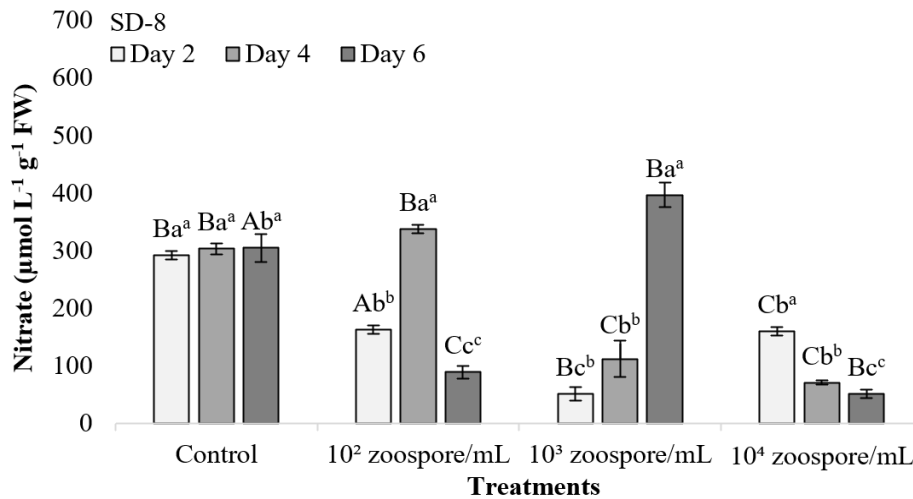 SD-8
Day 2 Day 4 Day 6
Nitrate (µmol L⁻¹ g⁻¹ FW)
700
600
500
400
300
200
100
0
Baᵃ Baᵃ Abᵃ
Abᵇ Baᵃ Ccᶜ
Bcᵇ Cbᵇ Baᵃ
Cbᵃ Cbᵇ Bcᶜ
Control 10² zoospore/mL 10³ zoospore/mL 10⁴ zoospore/mL
Treatments